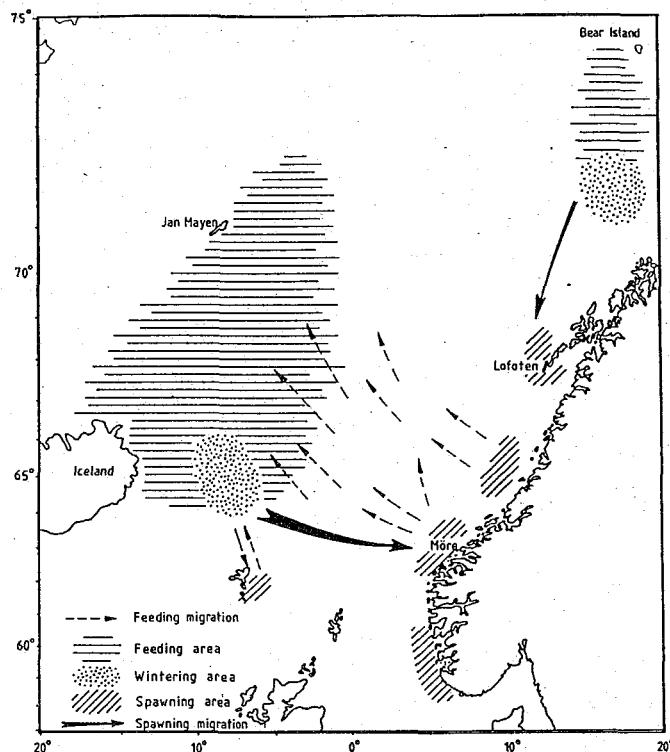 75°
Bear Island
Jan Mayen
70°
Lofoten
65°
Iceland
Möre
Feeding migration
Feeding area
60°
Wintering area
Spawning area
Spawning migration
20°
10°
0°
10°
20°